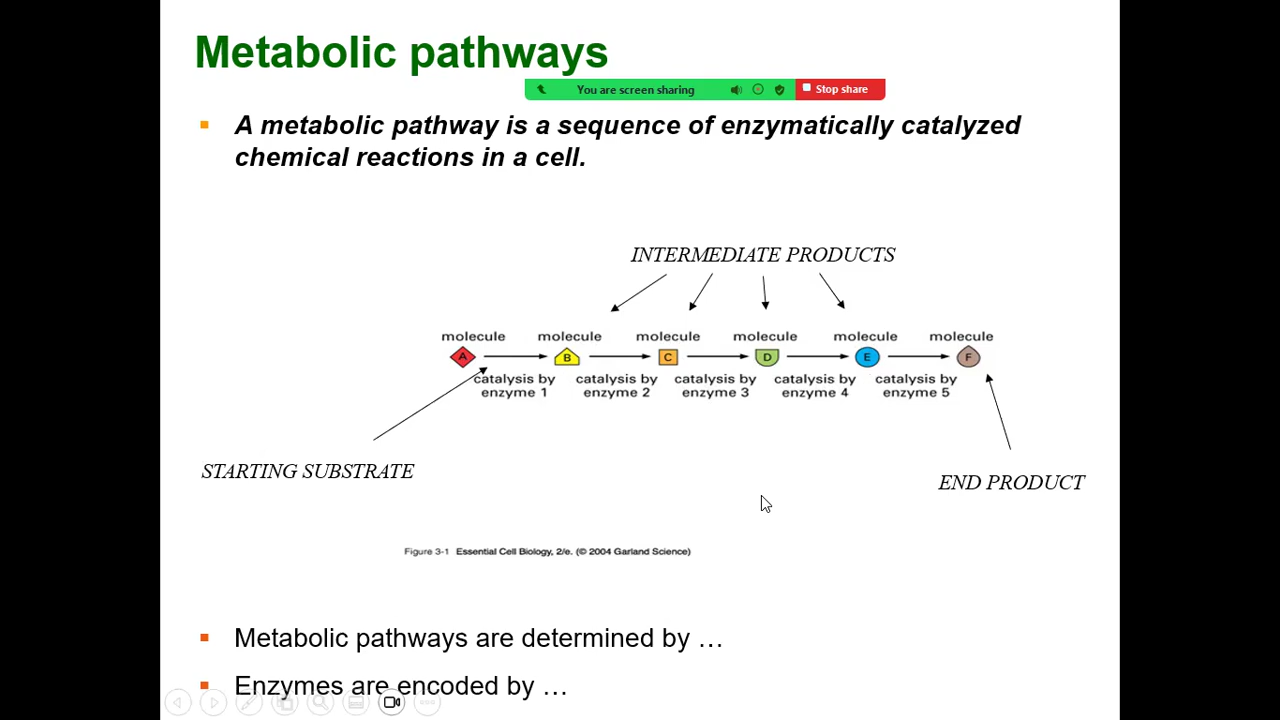 Metabolic pathways
You are screen sharing
Stop share
A metabolic pathway is a sequence of enzymatically catalyzed
chemical reactions in a cell.
INTERMEDIATE PRODUCTS
molecule molecule molecule molecule molecule molecule
A B C D E F
catalysis by catalysis by catalysis by catalysis by catalysis by
enzyme 1 enzyme 2 enzyme 3 enzyme 4 enzyme 5
STARTING SUBSTRATE
END PRODUCT
Figure 3-1 Essential Cell Biology, 2/e. (© 2004 Garland Science)
Metabolic pathways are determined by …
Enzymes are encoded by …